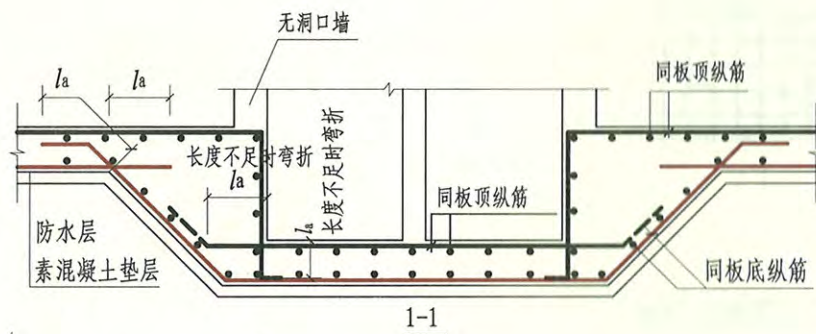 无洞口墙
la
la
同板顶纵筋
长度不足时弯折
la
长度不足时弯折
la
同板顶纵筋
防水层
素混凝土垫层
同板底纵筋
1-1